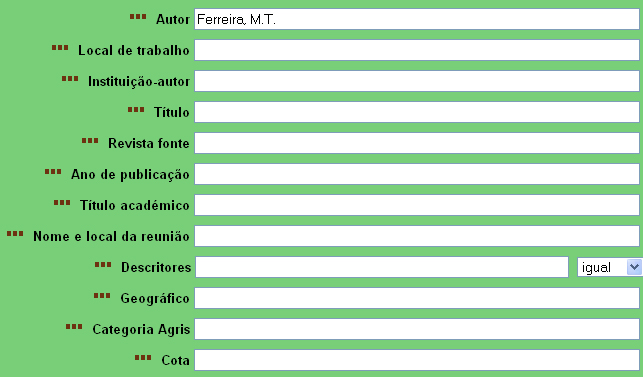 Autor Ferreira, M.T.
Local de trabalho
Instituição-autor
Título
Revista fonte
Ano de publicação
Título académico
Nome e local da reunião
Descritores igual
Geográfico
Categoria Agris
Cota